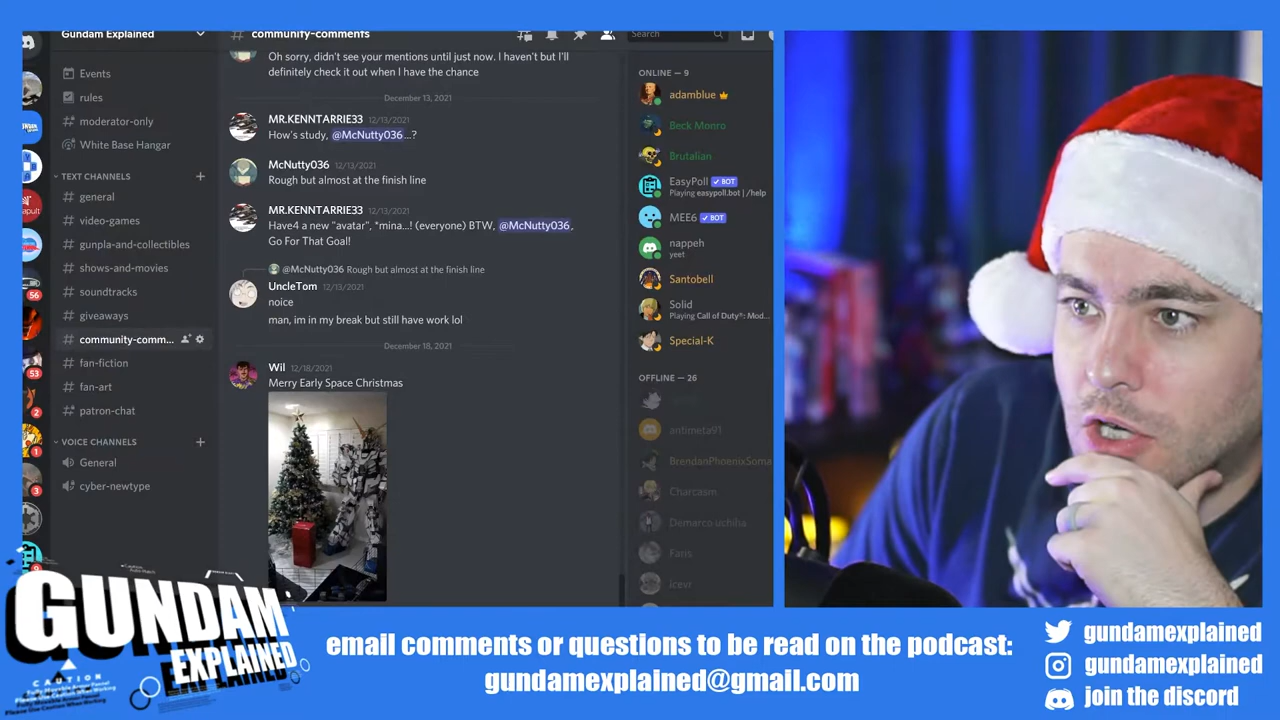 Gundam Explained
Events
rules
moderator-only
White Base Hangar
TEXT CHANNELS
general
video-games
gunpla-and-collectibles
shows-and-movies
soundtracks
giveaways
community-comm...
fan-fiction
fan-art
patron-chat
VOICE CHANNELS
General
cyber-newtype
56
53
2
1
3
# community-comments
Search
Oh sorry, didn't see your mentions until just now. I haven't but I'll
definitely check it out when I have the chance
December 13, 2021
MR.KENNTARRIE33 12/13/2021
How's study, @McNutty036...?
McNutty036 12/13/2021
Rough but almost at the finish line
MR.KENNTARRIE33 12/13/2021
Have4 a new "avatar", *mina...! (everyone) BTW, @McNutty036,
Go For That Goal!
@McNutty036 Rough but almost at the finish line
UncleTom 12/13/2021
noice
man, im in my break but still have work lol
December 18, 2021
Wil 12/18/2021
Merry Early Space Christmas
ONLINE — 9
adamblue
Beck Monro
Brutalian
EasyPoll BOT
Playing easypoll.bot | /help
MEE6 BOT
nappeh
yeet
Santobell
Solid
Playing Call of Duty®: Mod...
Special-K
OFFLINE — 26
antimeta91
BrendanPhoenixSoma
Charcasm
Demarco uchiha
Fans
icevr
GUNDAM
EXPLAINED
CAUTION
email comments or questions to be read on the podcast:
gundamexplained@gmail.com
gundamexplained
gundamexplained
join the discord